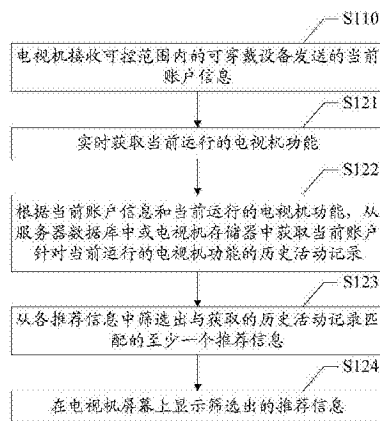 S110
电视机接收可控范围内的可穿戴设备发送的当前
账户信息
S121
实时获取当前运行的电视机功能
S122
根据当前账户信息和当前运行的电视机功能，从
服务器数据库中或电视机存储器中获取当前账户
针对当前运行的电视机功能的历史活动记录
S123
从各推荐信息中筛选出与获取的历史活动记录匹
配的至少一个推荐信息
S124
在电视机屏幕上显示筛选出的推荐信息